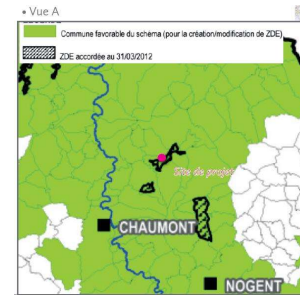 • Vue A
Commune favorable du schéma (pour la création/modification de ZDE)
ZDE accordée au 31/03/2012
Site de projet
CHAUMONT
NOGENT